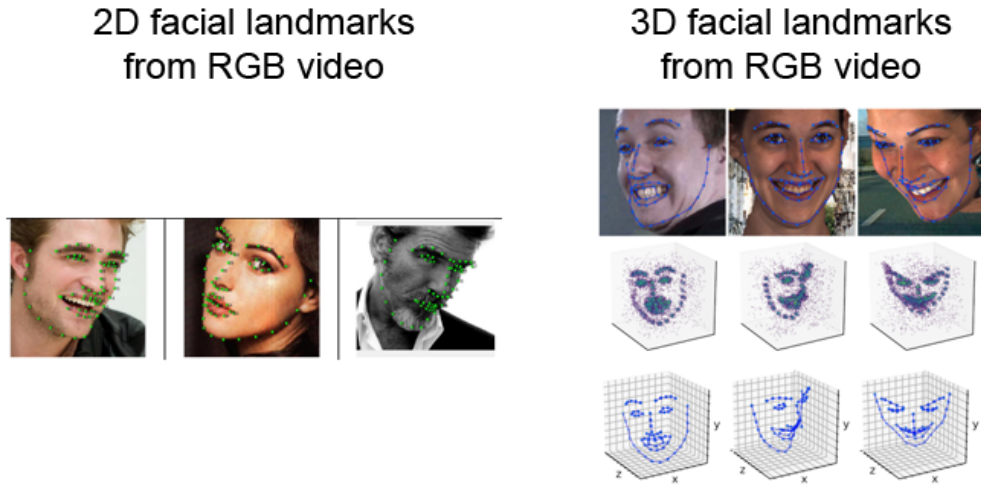 2D facial landmarks
from RGB video
3D facial landmarks
from RGB video
y
z
x
y
z
x
y
z
x